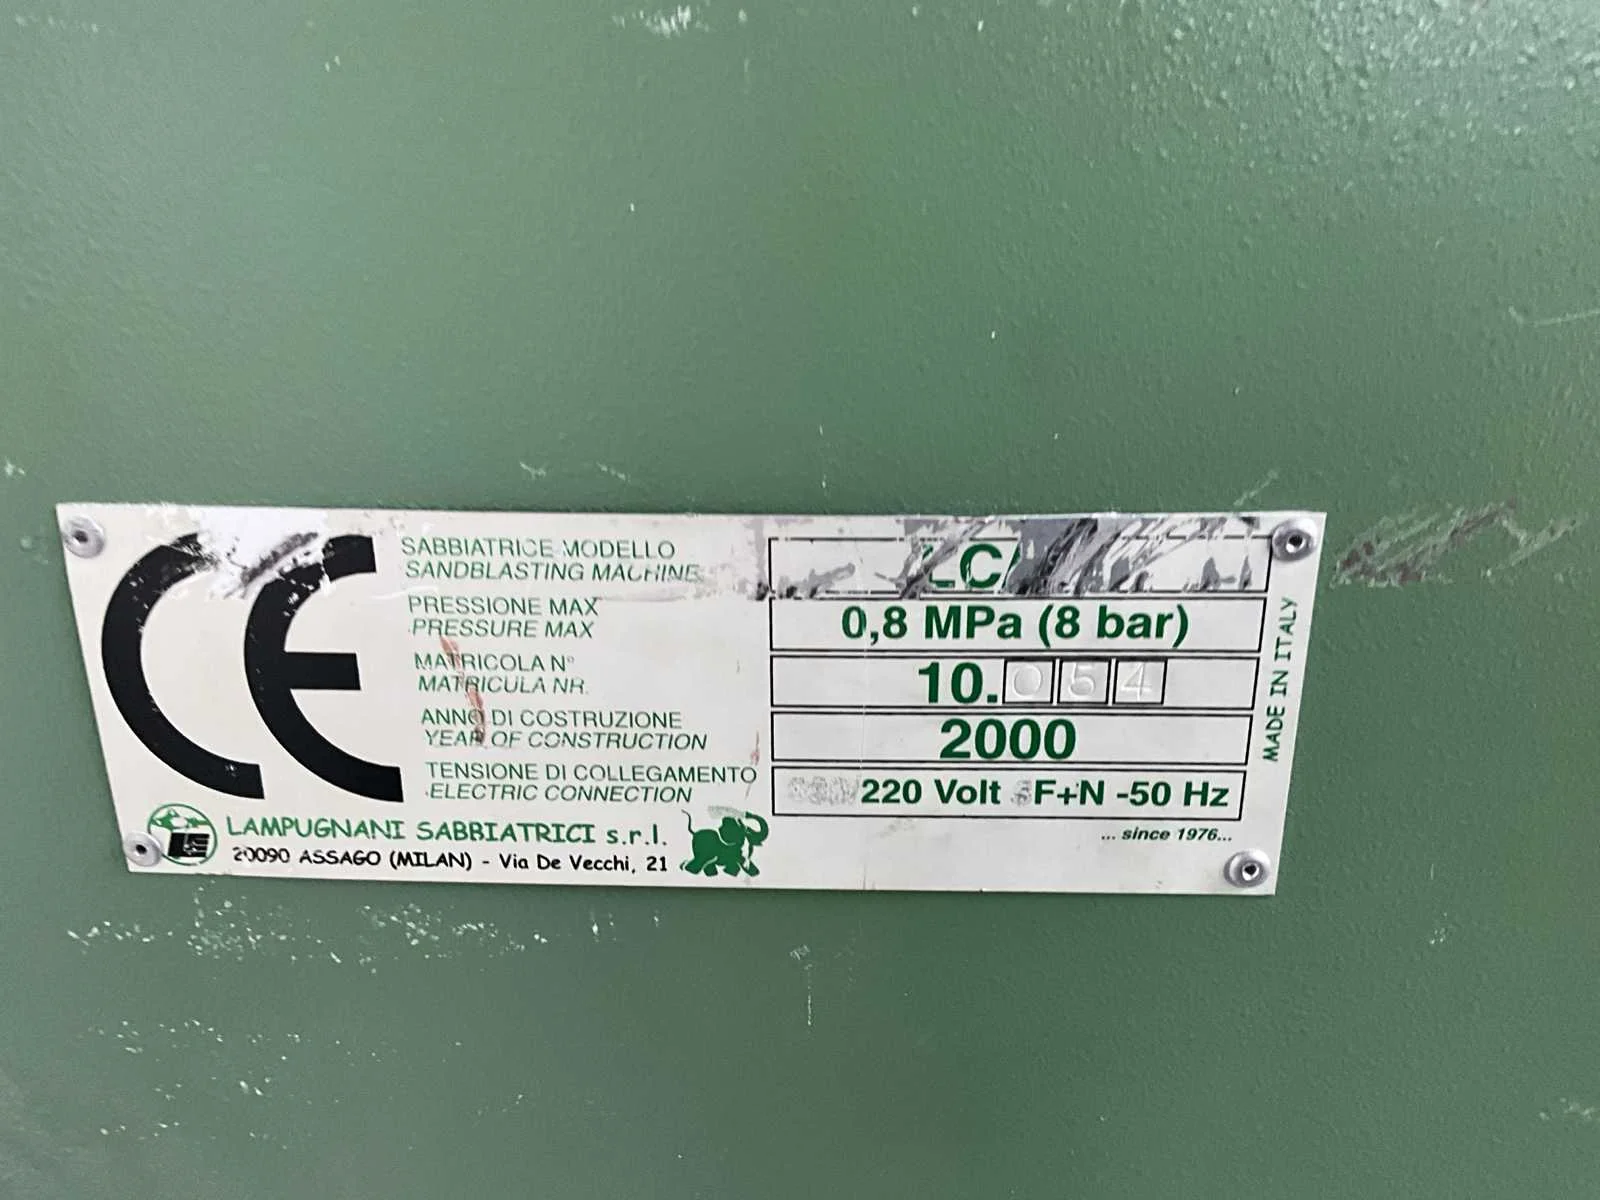 CE
SABBIATRICE MODELLO
SANDBLASTING MACHINE
PRESSIONE MAX
PRESSURE MAX
0,8 MPa (8 bar)
MATRICOLA N°
MATRICULA NR.
10.054
ANNO DI COSTRUZIONE
YEAR OF CONSTRUCTION
2000
TENSIONE DI COLLEGAMENTO
ELECTRIC CONNECTION
220 Volt F+N -50 Hz
MADE IN ITALY
LS
LAMPUGNANI SABBIATRICI s.r.l.
20090 ASSAGO (MILAN) - Via De Vecchi, 21
... since 1976...